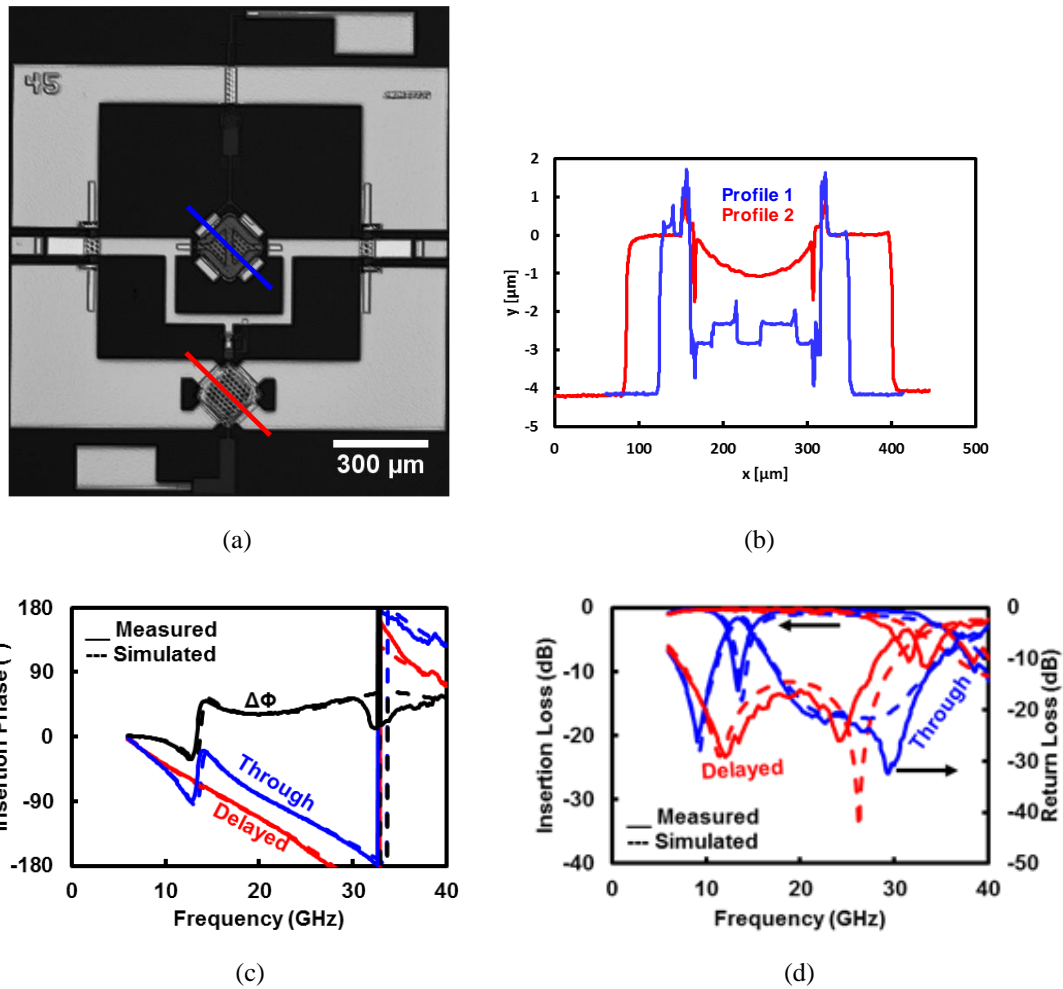 45
300 µm
(a)
2
1
0
-1
-2
-3
-4
-5
y [µm]
Profile 1
Profile 2
0 100 200 300 400 500
x [µm]
(b)
180
90
0
-90
-180
Insertion Phase (°)
Measured
Simulated
ΔΦ
Through
Delayed
0 10 20 30 40
Frequency (GHz)
(c)
0
-10
-20
-30
-40
Insertion Loss (dB)
Delayed
Through
Measured
Simulated
0
-10
-20
-30
-40
-50
Return Loss (dB)
0 10 20 30 40
Frequency (GHz)
(d)